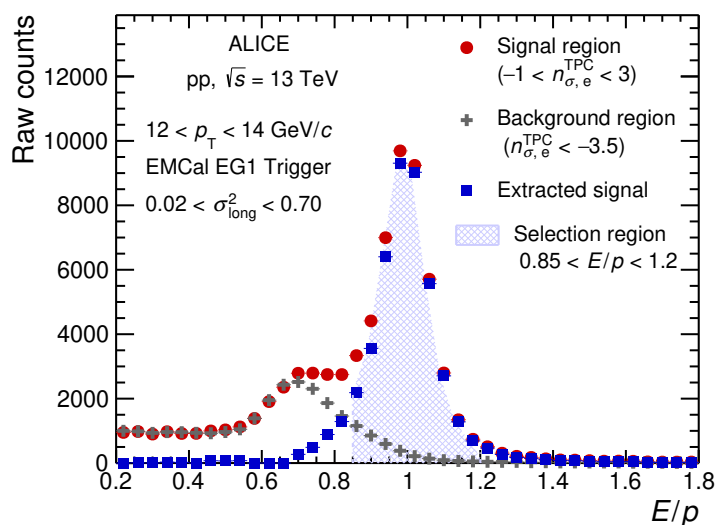 Raw counts
12000
10000
8000
6000
4000
2000
0
ALICE
pp, √s = 13 TeV
12 < p_T < 14 GeV/c
EMCal EG1 Trigger
0.02 < σ²_long < 0.70
Signal region
(−1 < n^TPC_σ,e < 3)
Background region
(n^TPC_σ,e < −3.5)
Extracted signal
Selection region
0.85 < E/p < 1.2
0.2 0.4 0.6 0.8 1.0 1.2 1.4 1.6 1.8
E/p